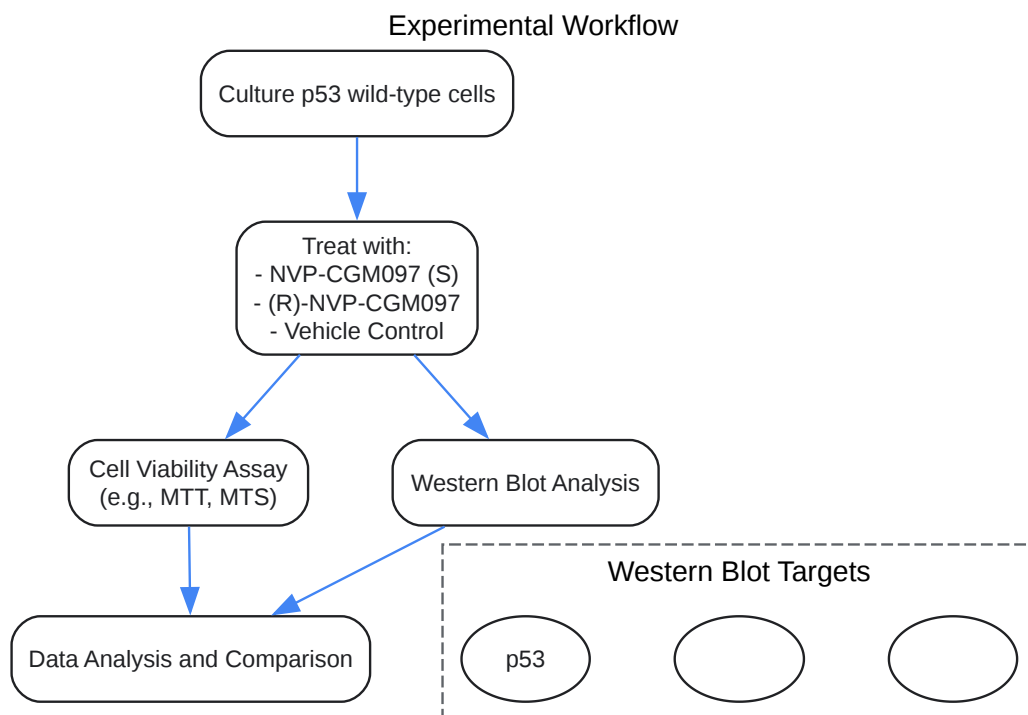 Experimental Workflow
Culture p53 wild-type cells
Treat with:
- NVP-CGM097 (S)
- (R)-NVP-CGM097
- Vehicle Control
Cell Viability Assay
(e.g., MTT, MTS)
Western Blot Analysis
Western Blot Targets
Data Analysis and Comparison
p53